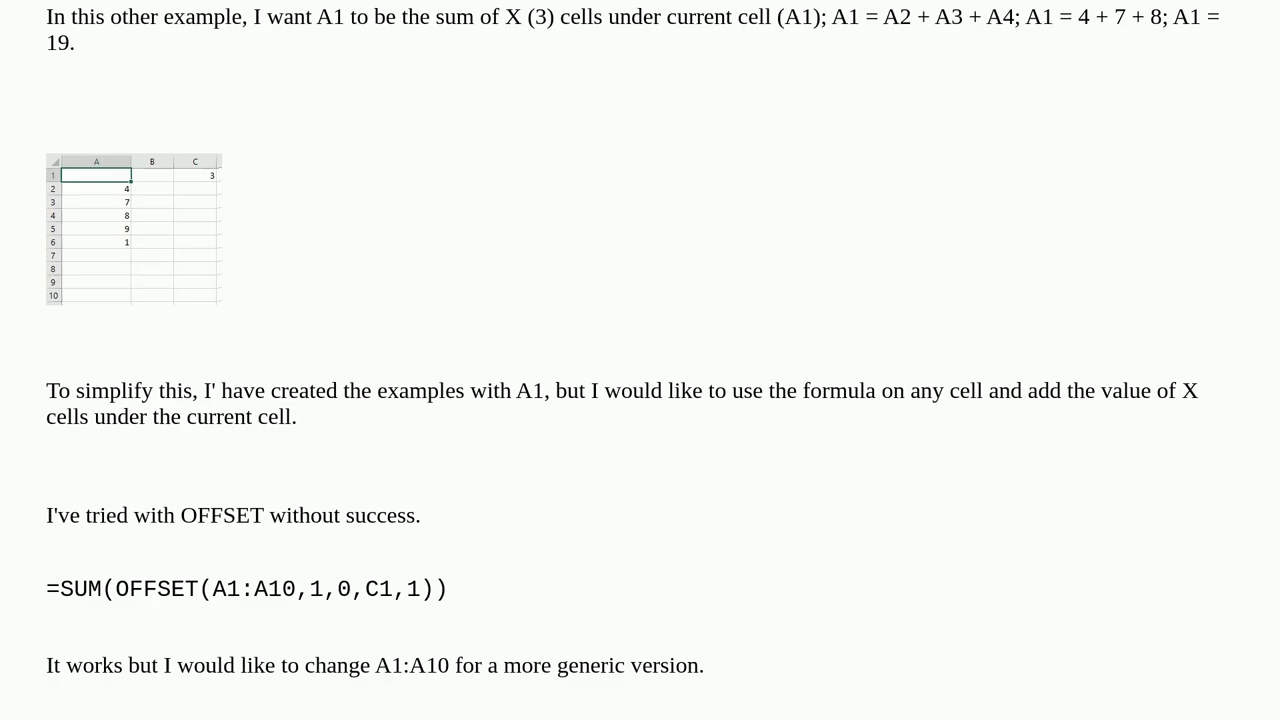 In this other example, I want A1 to be the sum of X (3) cells under current cell (A1); A1 = A2 + A3 + A4; A1 = 4 + 7 + 8; A1 =
19.
A B C
1 3
2 4
3 7
4 8
5 9
6 1
7
8
9
10
To simplify this, I' have created the examples with A1, but I would like to use the formula on any cell and add the value of X
cells under the current cell.
I've tried with OFFSET without success.
=SUM(OFFSET(A1:A10,1,0,C1,1))
It works but I would like to change A1:A10 for a more generic version.